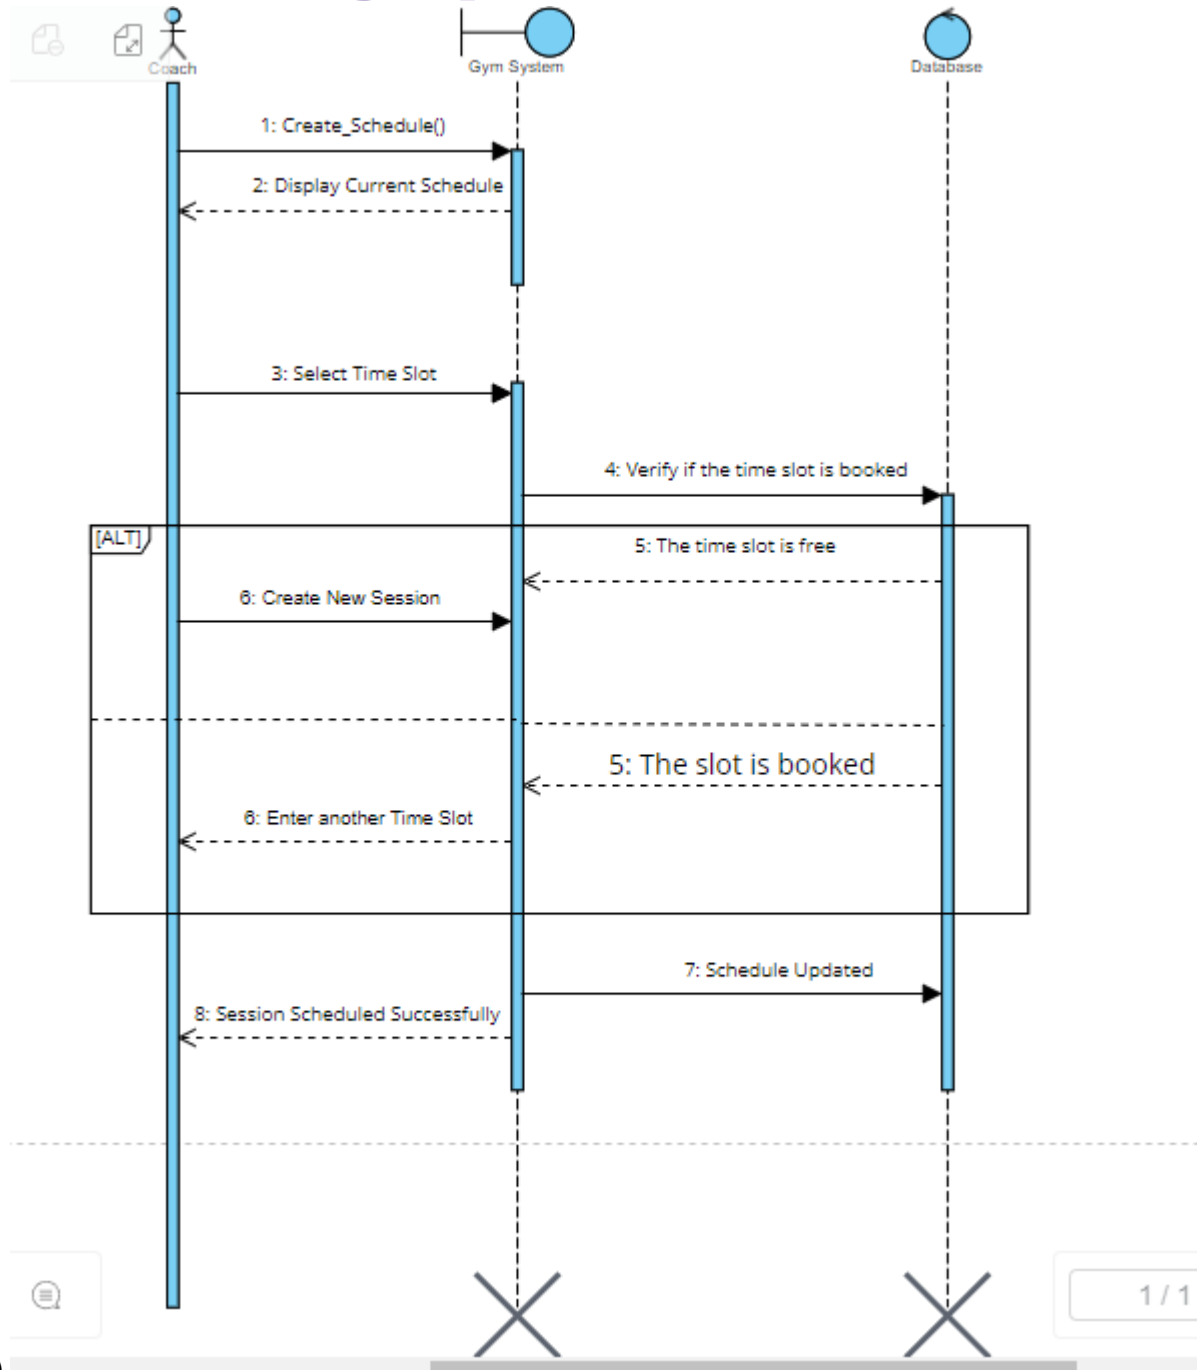 Coach
Gym System
Database
1: Create_Schedule()
2: Display Current Schedule
3: Select Time Slot
4: Verify if the time slot is booked
[ALT]
5: The time slot is free
6: Create New Session
5: The slot is booked
6: Enter another Time Slot
7: Schedule Updated
8: Session Scheduled Successfully
1 / 1